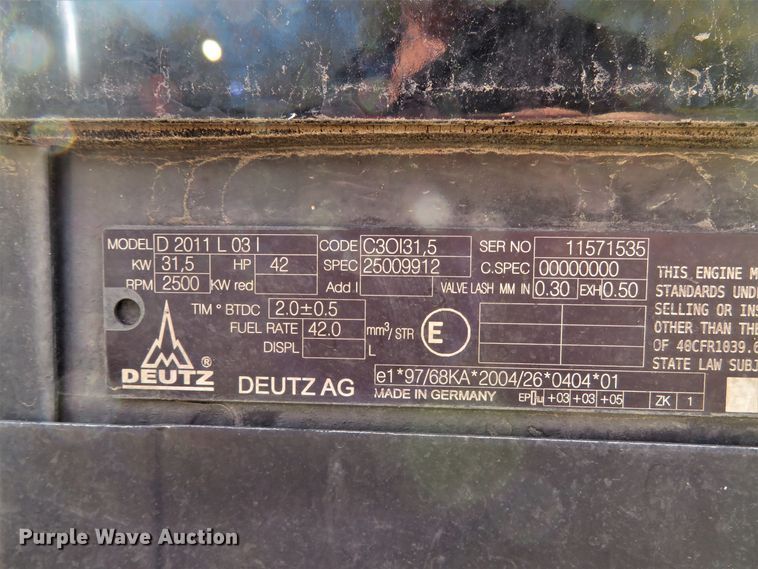 MODEL D 2011 L 03 I CODE C3OI31,5 SER NO 11571535
KW 31,5 HP 42 SPEC 25009912 C.SPEC 00000000
RPM 2500 KW red Add I VALVE LASH MM IN 0.30 EXH 0.50
TIM ° BTDC 2.0±0.5
FUEL RATE 42.0 mm³/STR
DISPL L
E
THIS ENGINE M
STANDARDS UND
SELLING OR INS
OTHER THAN THE
OF 40CFR1039.6
STATE LAW SUBJ
DEUTZ ®
DEUTZ AG
e1*97/68KA*2004/26*0404*01
MADE IN GERMANY EP +03 +03 +05 ZK 1
Purple Wave Auction